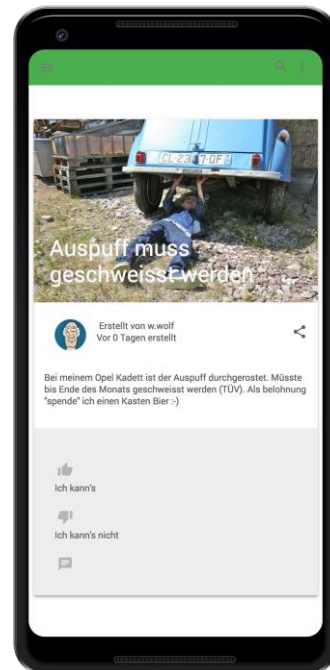 Auspuff muss
geschweisst werden
Erstellt von w.wolf
Vor 0 Tagen erstellt
Bei meinem Opel Kadett ist der Auspuff durchgerostet. Müsste
bis Ende des Monats geschweisst werden (TÜV). Als belohnung
"spende" ich einen Kasten Bier :-)
Ich kann's
Ich kann's nicht